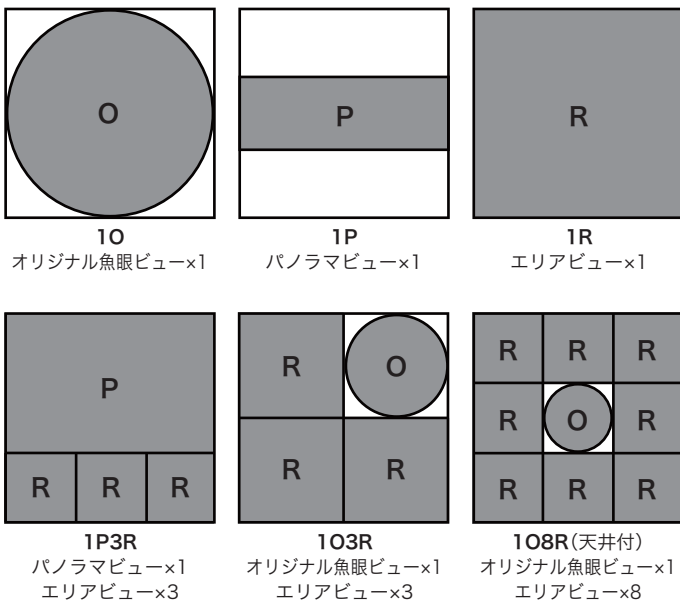 O
P
R
1O
オリジナル魚眼ビュー×1
1P
パノラマビュー×1
1R
エリアビュー×1
P
R R R
R O
R R
R R R
R O R
R R R
1P3R
パノラマビュー×1
エリアビュー×3
1O3R
オリジナル魚眼ビュー×1
エリアビュー×3
1O8R(天井付)
オリジナル魚眼ビュー×1
エリアビュー×8